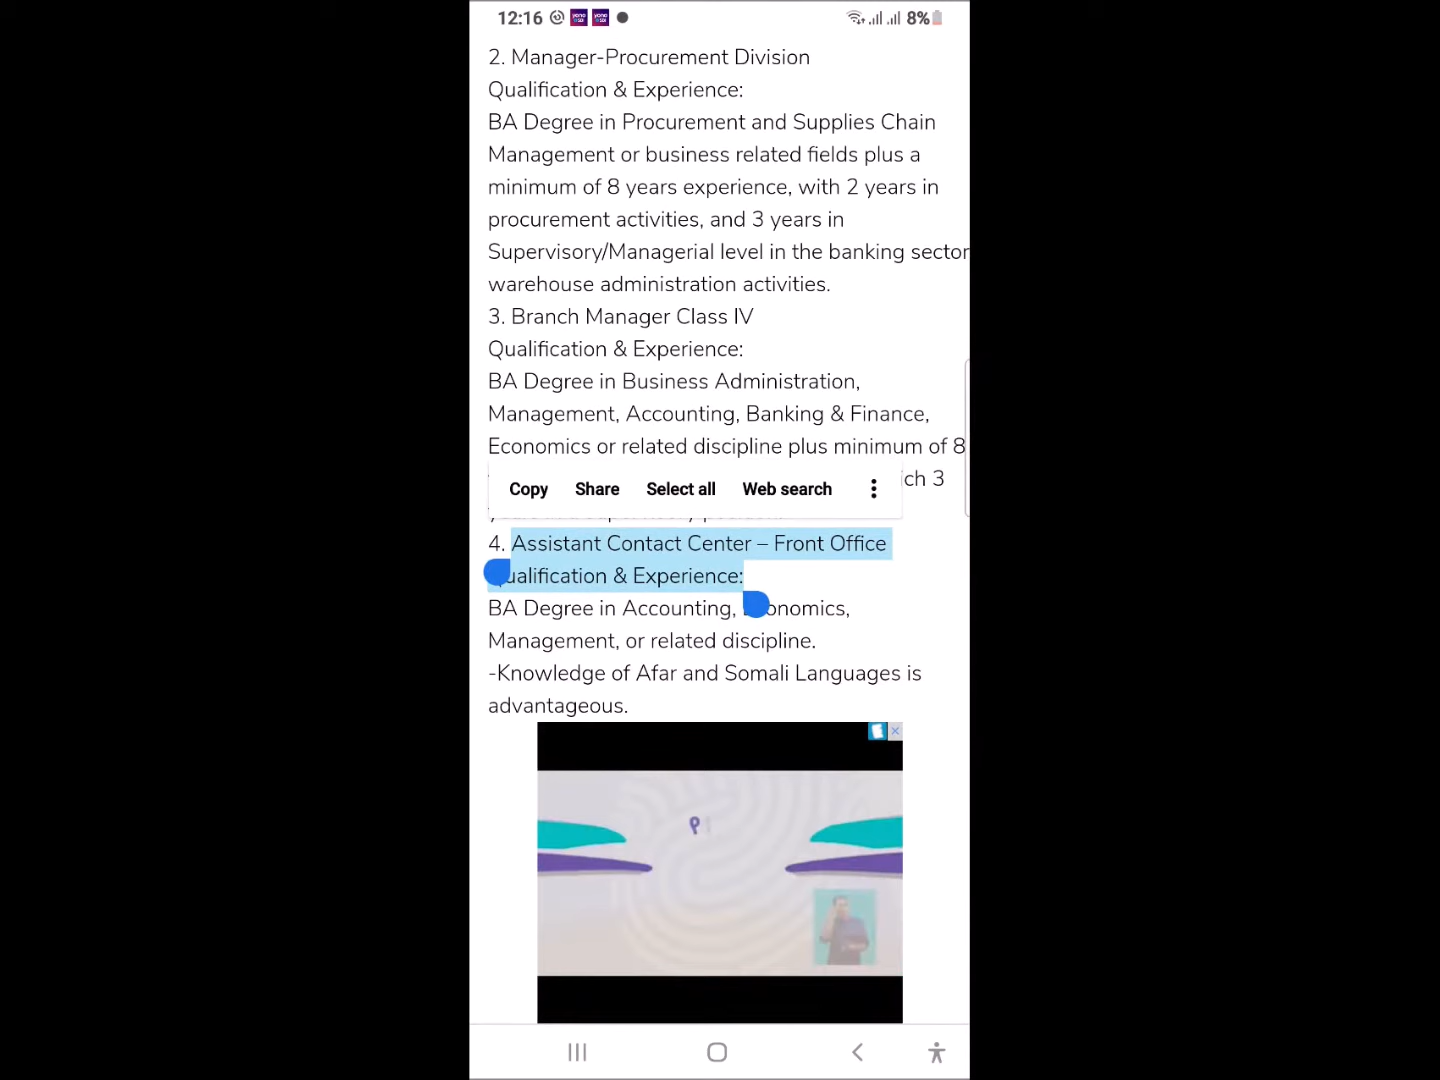 12:16
8%
2. Manager-Procurement Division
Qualification & Experience:
BA Degree in Procurement and Supplies Chain
Management or business related fields plus a
minimum of 8 years experience, with 2 years in
procurement activities, and 3 years in
Supervisory/Managerial level in the banking sector
warehouse administration activities.
3. Branch Manager Class IV
Qualification & Experience:
BA Degree in Business Administration,
Management, Accounting, Banking & Finance,
Economics or related discipline plus minimum of 8
3
Copy Share Select all Web search
4. Assistant Contact Center – Front Office
Qualification & Experience:
BA Degree in Accounting, Economics,
Management, or related discipline.
-Knowledge of Afar and Somali Languages is
advantageous.